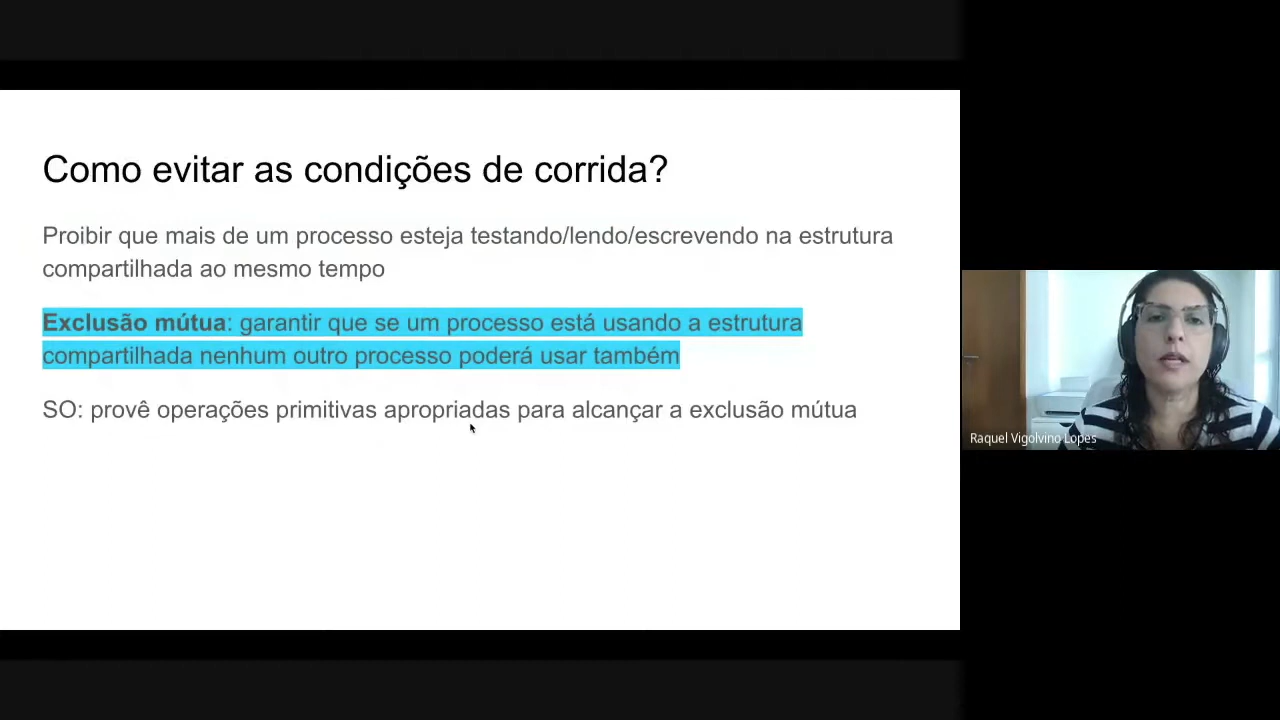 Como evitar as condições de corrida?
Proibir que mais de um processo esteja testando/lendo/escrevendo na estrutura
compartilhada ao mesmo tempo
Exclusão mútua: garantir que se um processo está usando a estrutura
compartilhada nenhum outro processo poderá usar também
SO: provê operações primitivas apropriadas para alcançar a exclusão mútua
Raquel Vigolvino Lopes